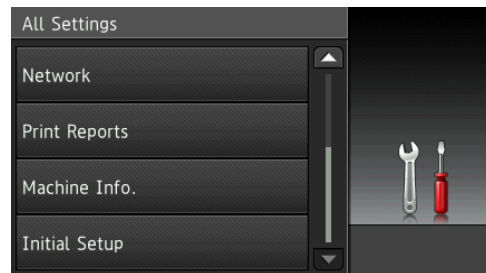 All Settings
Network
Print Reports
Machine Info.
Initial Setup